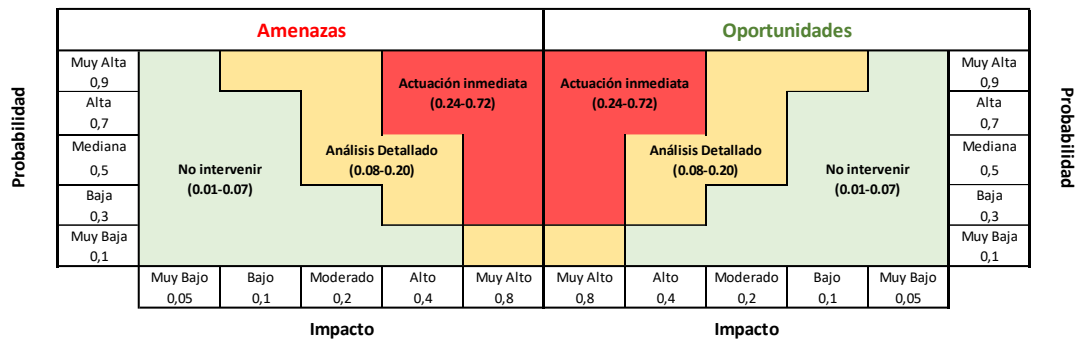 Amenazas Oportunidades
Muy Alta Muy Alta
0,9 0,9
Actuación inmediata Actuación inmediata
(0.24-0.72) (0.24-0.72)
Alta Alta
0,7 0,7
Probabilidad Probabilidad
Mediana Análisis Detallado Análisis Detallado Mediana
0,5 No intervenir (0.08-0.20) (0.08-0.20) No intervenir 0,5
(0.01-0.07) (0.01-0.07)
Baja Baja
0,3 0,3
Muy Baja Muy Baja
0,1 0,1
Muy Bajo Bajo Moderado Alto Muy Alto Muy Alto Alto Moderado Bajo Muy Bajo
0,05 0,1 0,2 0,4 0,8 0,8 0,4 0,2 0,1 0,05
Impacto Impacto